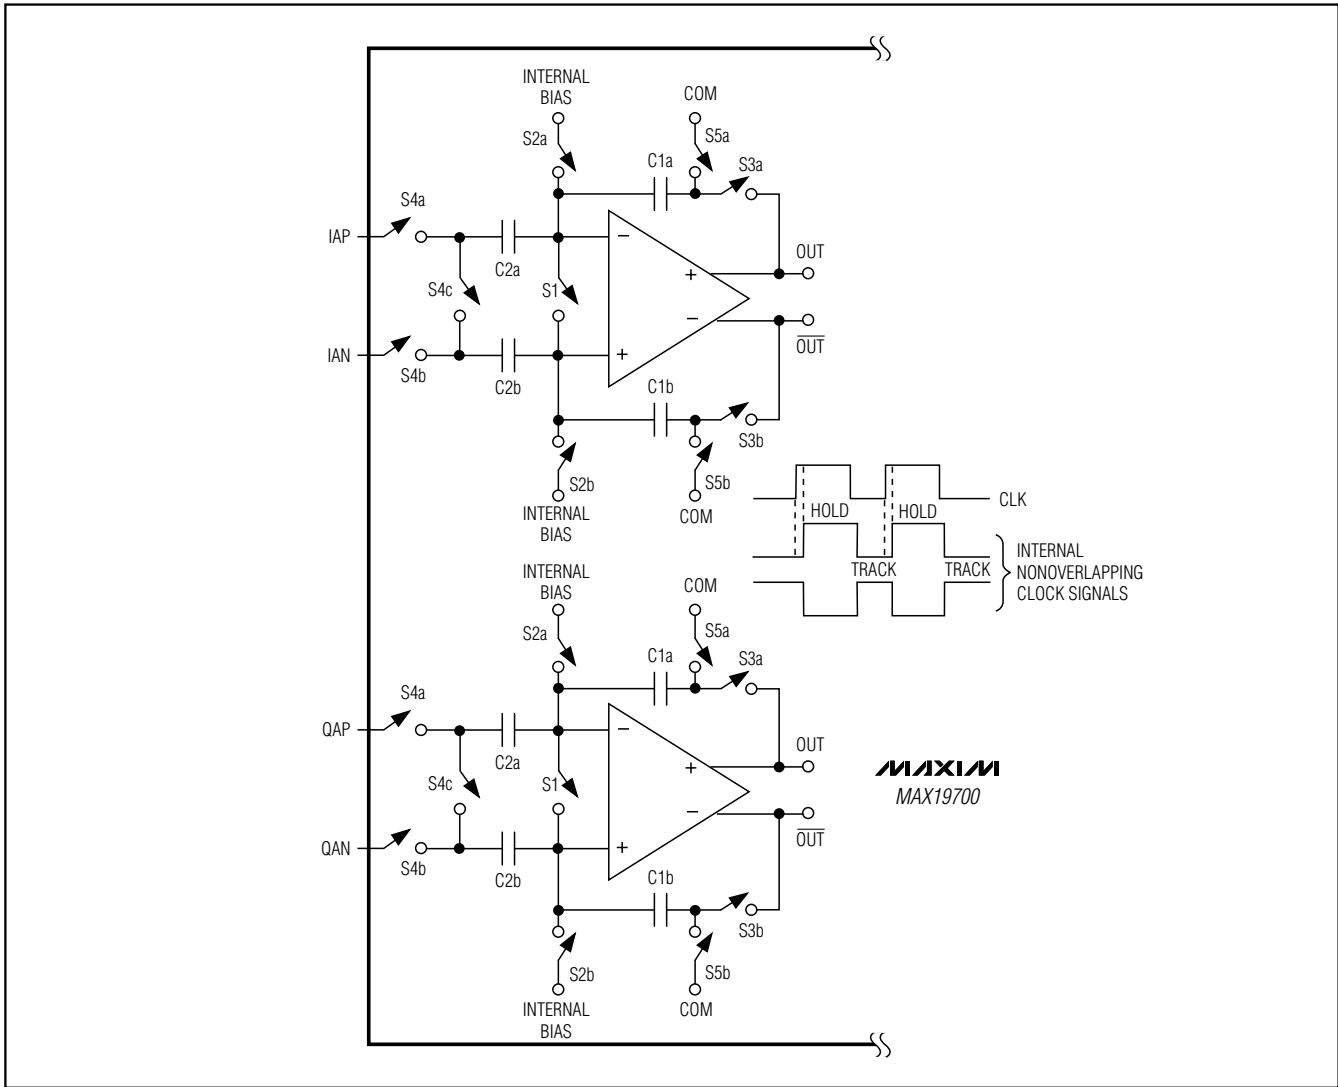 INTERNAL
BIAS
COM
S2a
S5a
C1a
S3a
S4a
IAP
−
OUT
C2a
+
S4c
S1
−
IAN
OUT
+
S4b
C2b
C1b
S3b
S2b
S5b
INTERNAL
BIAS
COM
CLK
HOLD
HOLD
TRACK
TRACK
INTERNAL
NONOVERLAPPING
CLOCK SIGNALS
INTERNAL
BIAS
COM
S2a
S5a
C1a
S3a
S4a
QAP
−
OUT
C2a
+
S4c
S1
−
QAN
OUT
+
S4b
C2b
C1b
S3b
S2b
S5b
INTERNAL
BIAS
COM
MAXIM
MAX19700